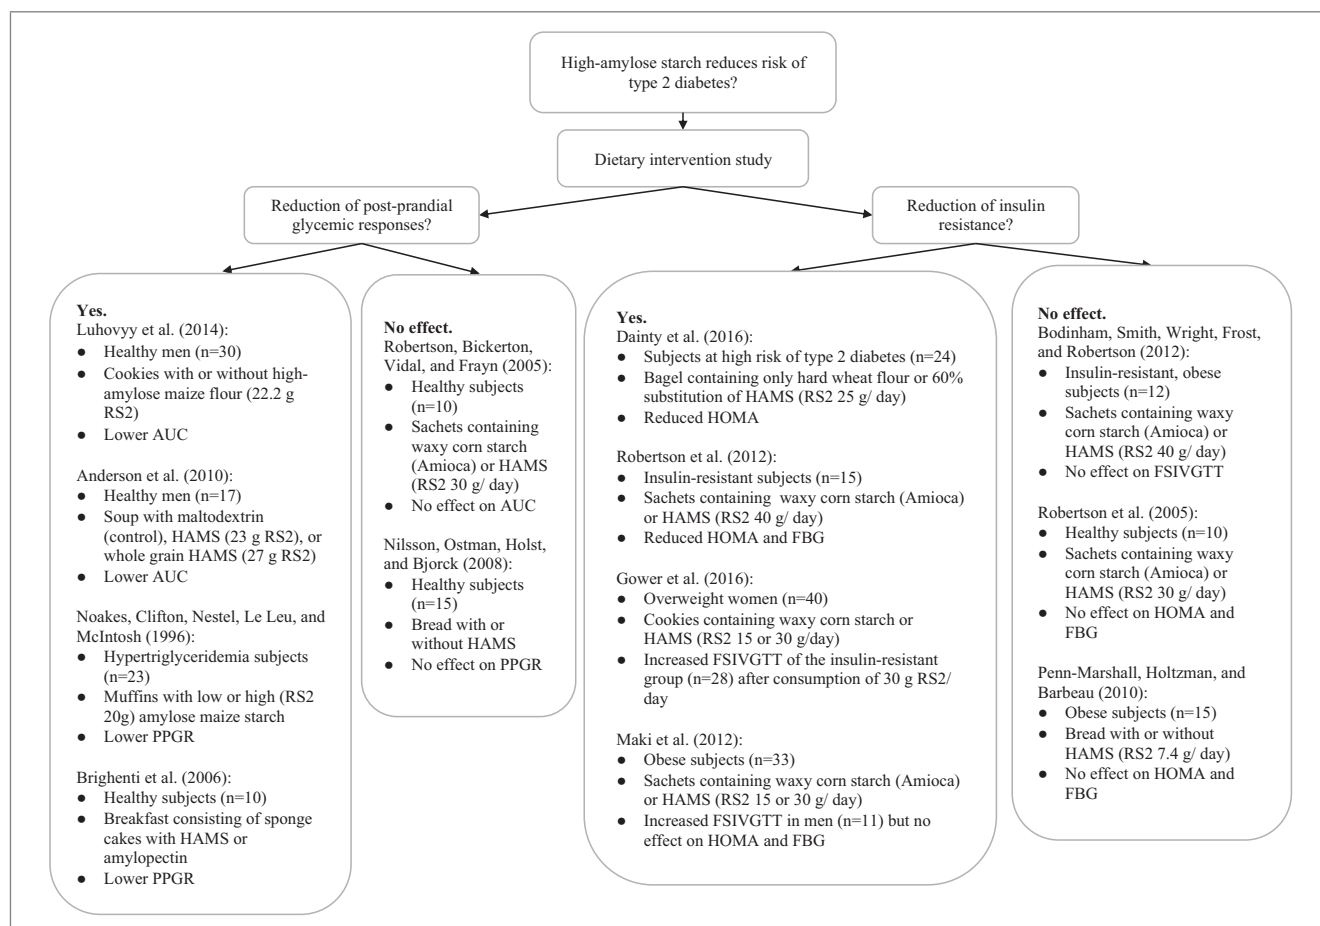 High-amylose starch reduces risk of
type 2 diabetes?
Dietary intervention study
Reduction of post-prandial
glycemic responses?
Reduction of insulin
resistance?
Yes.
Luhovyy et al. (2014):
● Healthy men (n=30)
● Cookies with or without high-
amylose maize flour (22.2 g
RS2)
● Lower AUC
Anderson et al. (2010):
● Healthy men (n=17)
● Soup with maltodextrin
(control), HAMS (23 g RS2), or
whole grain HAMS (27 g RS2)
● Lower AUC
Noakes, Clifton, Nestel, Le Leu, and
McIntosh (1996):
● Hypertriglyceridemia subjects
(n=23)
● Muffins with low or high (RS2
20g) amylose maize starch
● Lower PPGR
Brighenti et al. (2006):
● Healthy subjects (n=10)
● Breakfast consisting of sponge
cakes with HAMS or
amylopectin
● Lower PPGR
No effect.
Robertson, Bickerton,
Vidal, and Frayn (2005):
● Healthy subjects
(n=10)
● Sachets containing
waxy corn starch
(Amioca) or HAMS
(RS2 30 g/ day)
● No effect on AUC
Nilsson, Ostman, Holst,
and Bjorck (2008):
● Healthy subjects
(n=15)
● Bread with or
without HAMS
● No effect on PPGR
Yes.
Dainty et al. (2016):
● Subjects at high risk of type 2 diabetes (n=24)
● Bagel containing only hard wheat flour or 60%
substitution of HAMS (RS2 25 g/ day)
● Reduced HOMA
Robertson et al. (2012):
● Insulin-resistant subjects (n=15)
● Sachets containing waxy corn starch (Amioca)
or HAMS (RS2 40 g/ day)
● Reduced HOMA and FBG
Gower et al. (2016):
● Overweight women (n=40)
● Cookies containing waxy corn starch or
HAMS (RS2 15 or 30 g/day)
● Increased FSIVGTT of the insulin-resistant
group (n=28) after consumption of 30 g RS2/
day
Maki et al. (2012):
● Obese subjects (n=33)
● Sachets containing waxy corn starch (Amioca)
or HAMS (RS2 15 or 30 g/ day)
● Increased FSIVGTT in men (n=11) but no
effect on HOMA and FBG
No effect.
Bodinham, Smith, Wright, Frost,
and Robertson (2012):
● Insulin-resistant, obese
subjects (n=12)
● Sachets containing waxy
corn starch (Amioca) or
HAMS (RS2 40 g/ day)
● No effect on FSIVGTT
Robertson et al. (2005):
● Healthy subjects (n=10)
● Sachets containing waxy
corn starch (Amioca) or
HAMS (RS2 30 g/ day)
● No effect on HOMA and
FBG
Penn-Marshall, Holtzman, and
Barbeau (2010):
● Obese subjects (n=15)
● Bread with or without
HAMS (RS2 7.4 g/ day)
● No effect on HOMA and
FBG